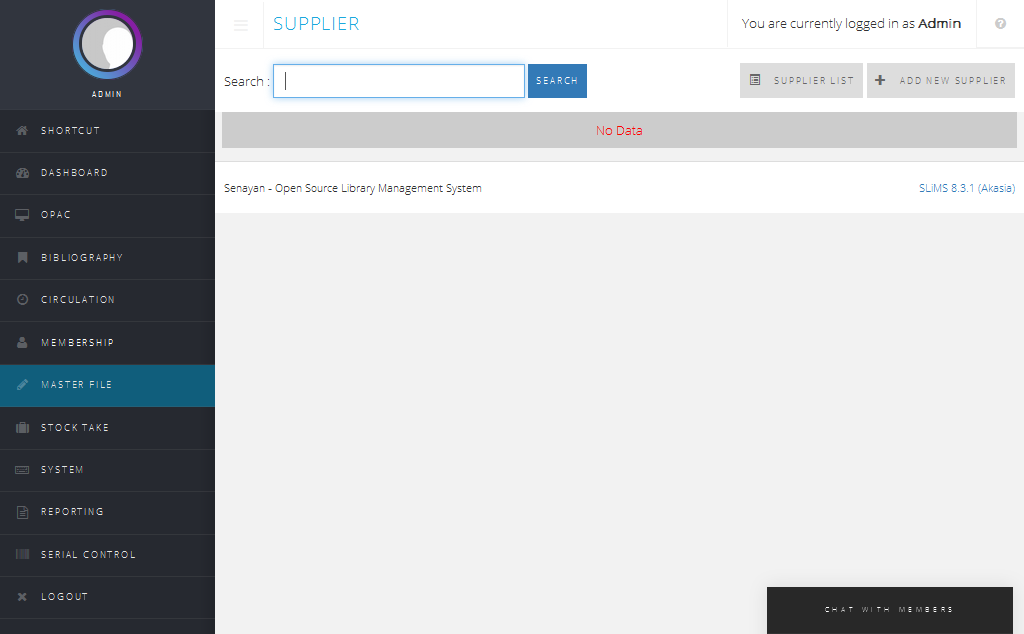 SUPPLIER
You are currently logged in as Admin
ADMIN
Search :
SEARCH
SUPPLIER LIST
ADD NEW SUPPLIER
No Data
Senayan - Open Source Library Management System
SLiMS 8.3.1 (Akasia)
SHORTCUT
DASHBOARD
OPAC
BIBLIOGRAPHY
CIRCULATION
MEMBERSHIP
MASTER FILE
STOCK TAKE
SYSTEM
REPORTING
SERIAL CONTROL
LOGOUT
CHAT WITH MEMBERS